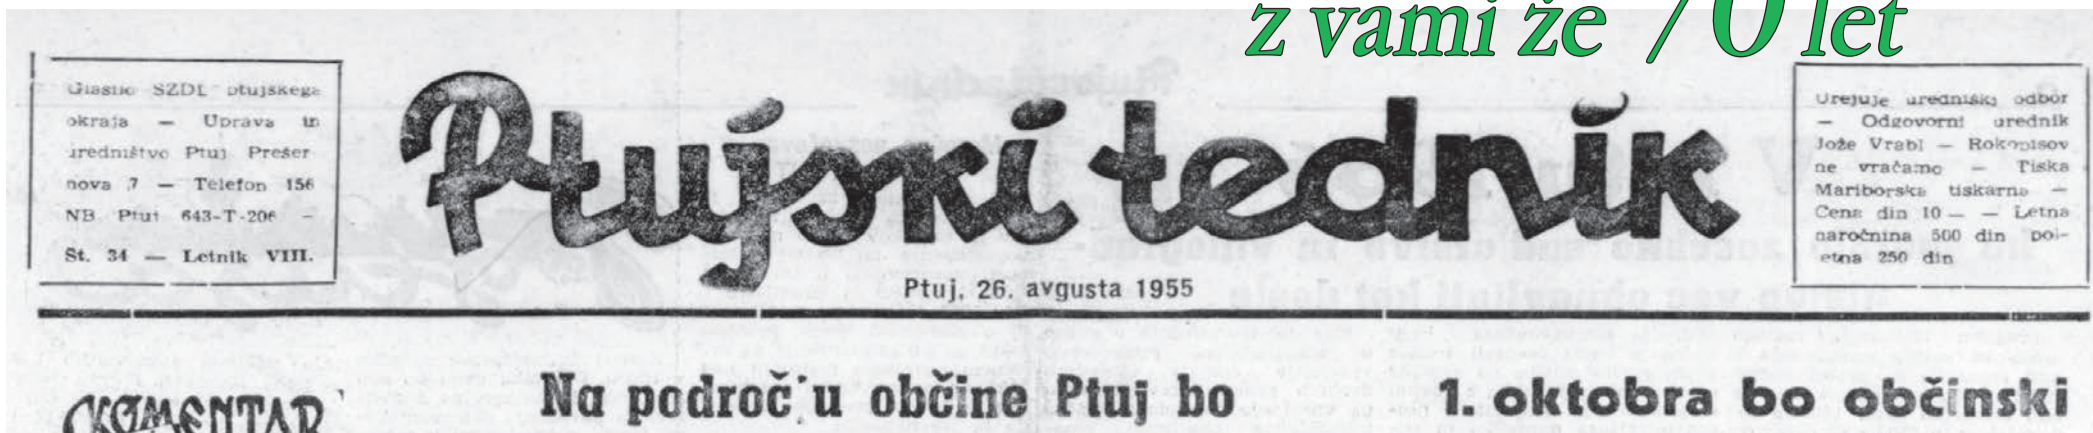 z vami že 70 let
Glasilo SZDL ptujskega
okraja — Uprava in
uredništvo Ptuj Prešer
nova 7 — Telefon 156
NB Ptuj 643-T-206 —
Št. 34 — Letnik VIII.
Ptujski tednik
Ptuj, 26. avgusta 1955
Urejuje uredniški odbor
— Odgovorni urednik
Jože Vrabl — Rokopisov
ne vračamo — Tiska
Mariborska tiskarna —
Cena din 10 — — Letna
naročnina 500 din pol-
etna 250 din
KOMENTAR
Na področ'u občine Ptuj bo
1. oktobra bo občinski